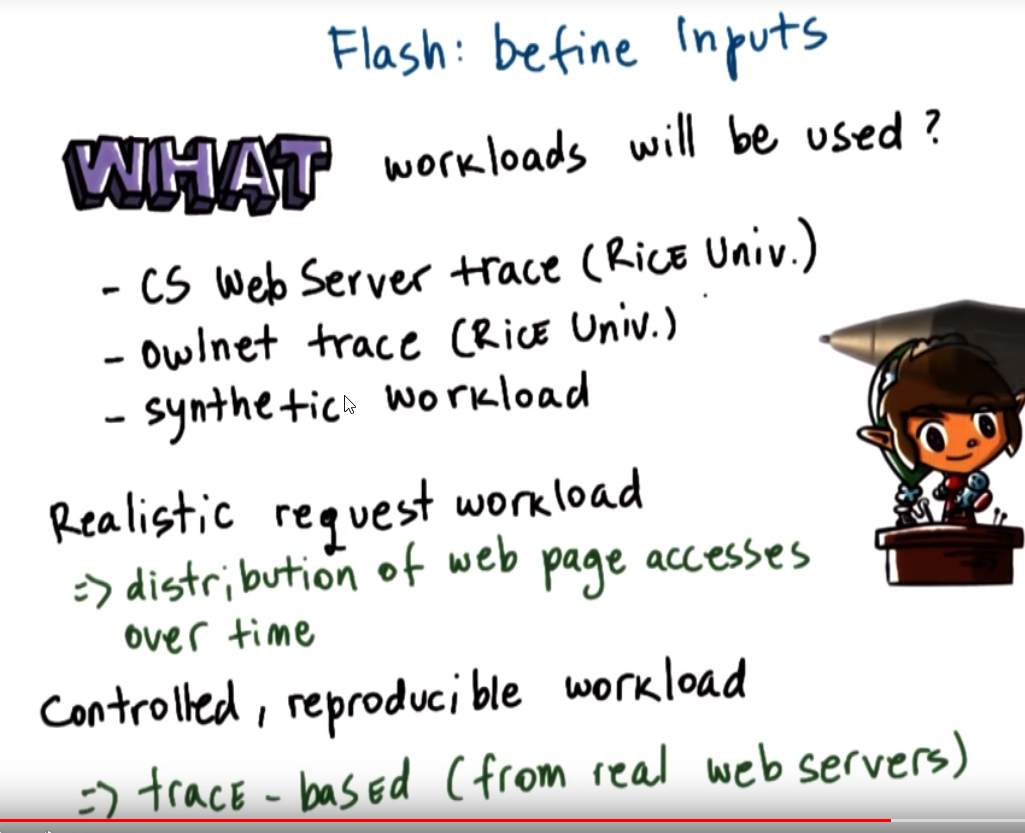 Flash: befine Inputs
WHAT workloads will be used?
- CS Web Server trace (RICE Univ.)
- owlnet trace (RICE Univ.)
- synthetic workload
Realistic request workload
=> distribution of web page accesses
over time
Controlled, reproducible workload
=> tracE - basEd (from real web servers)